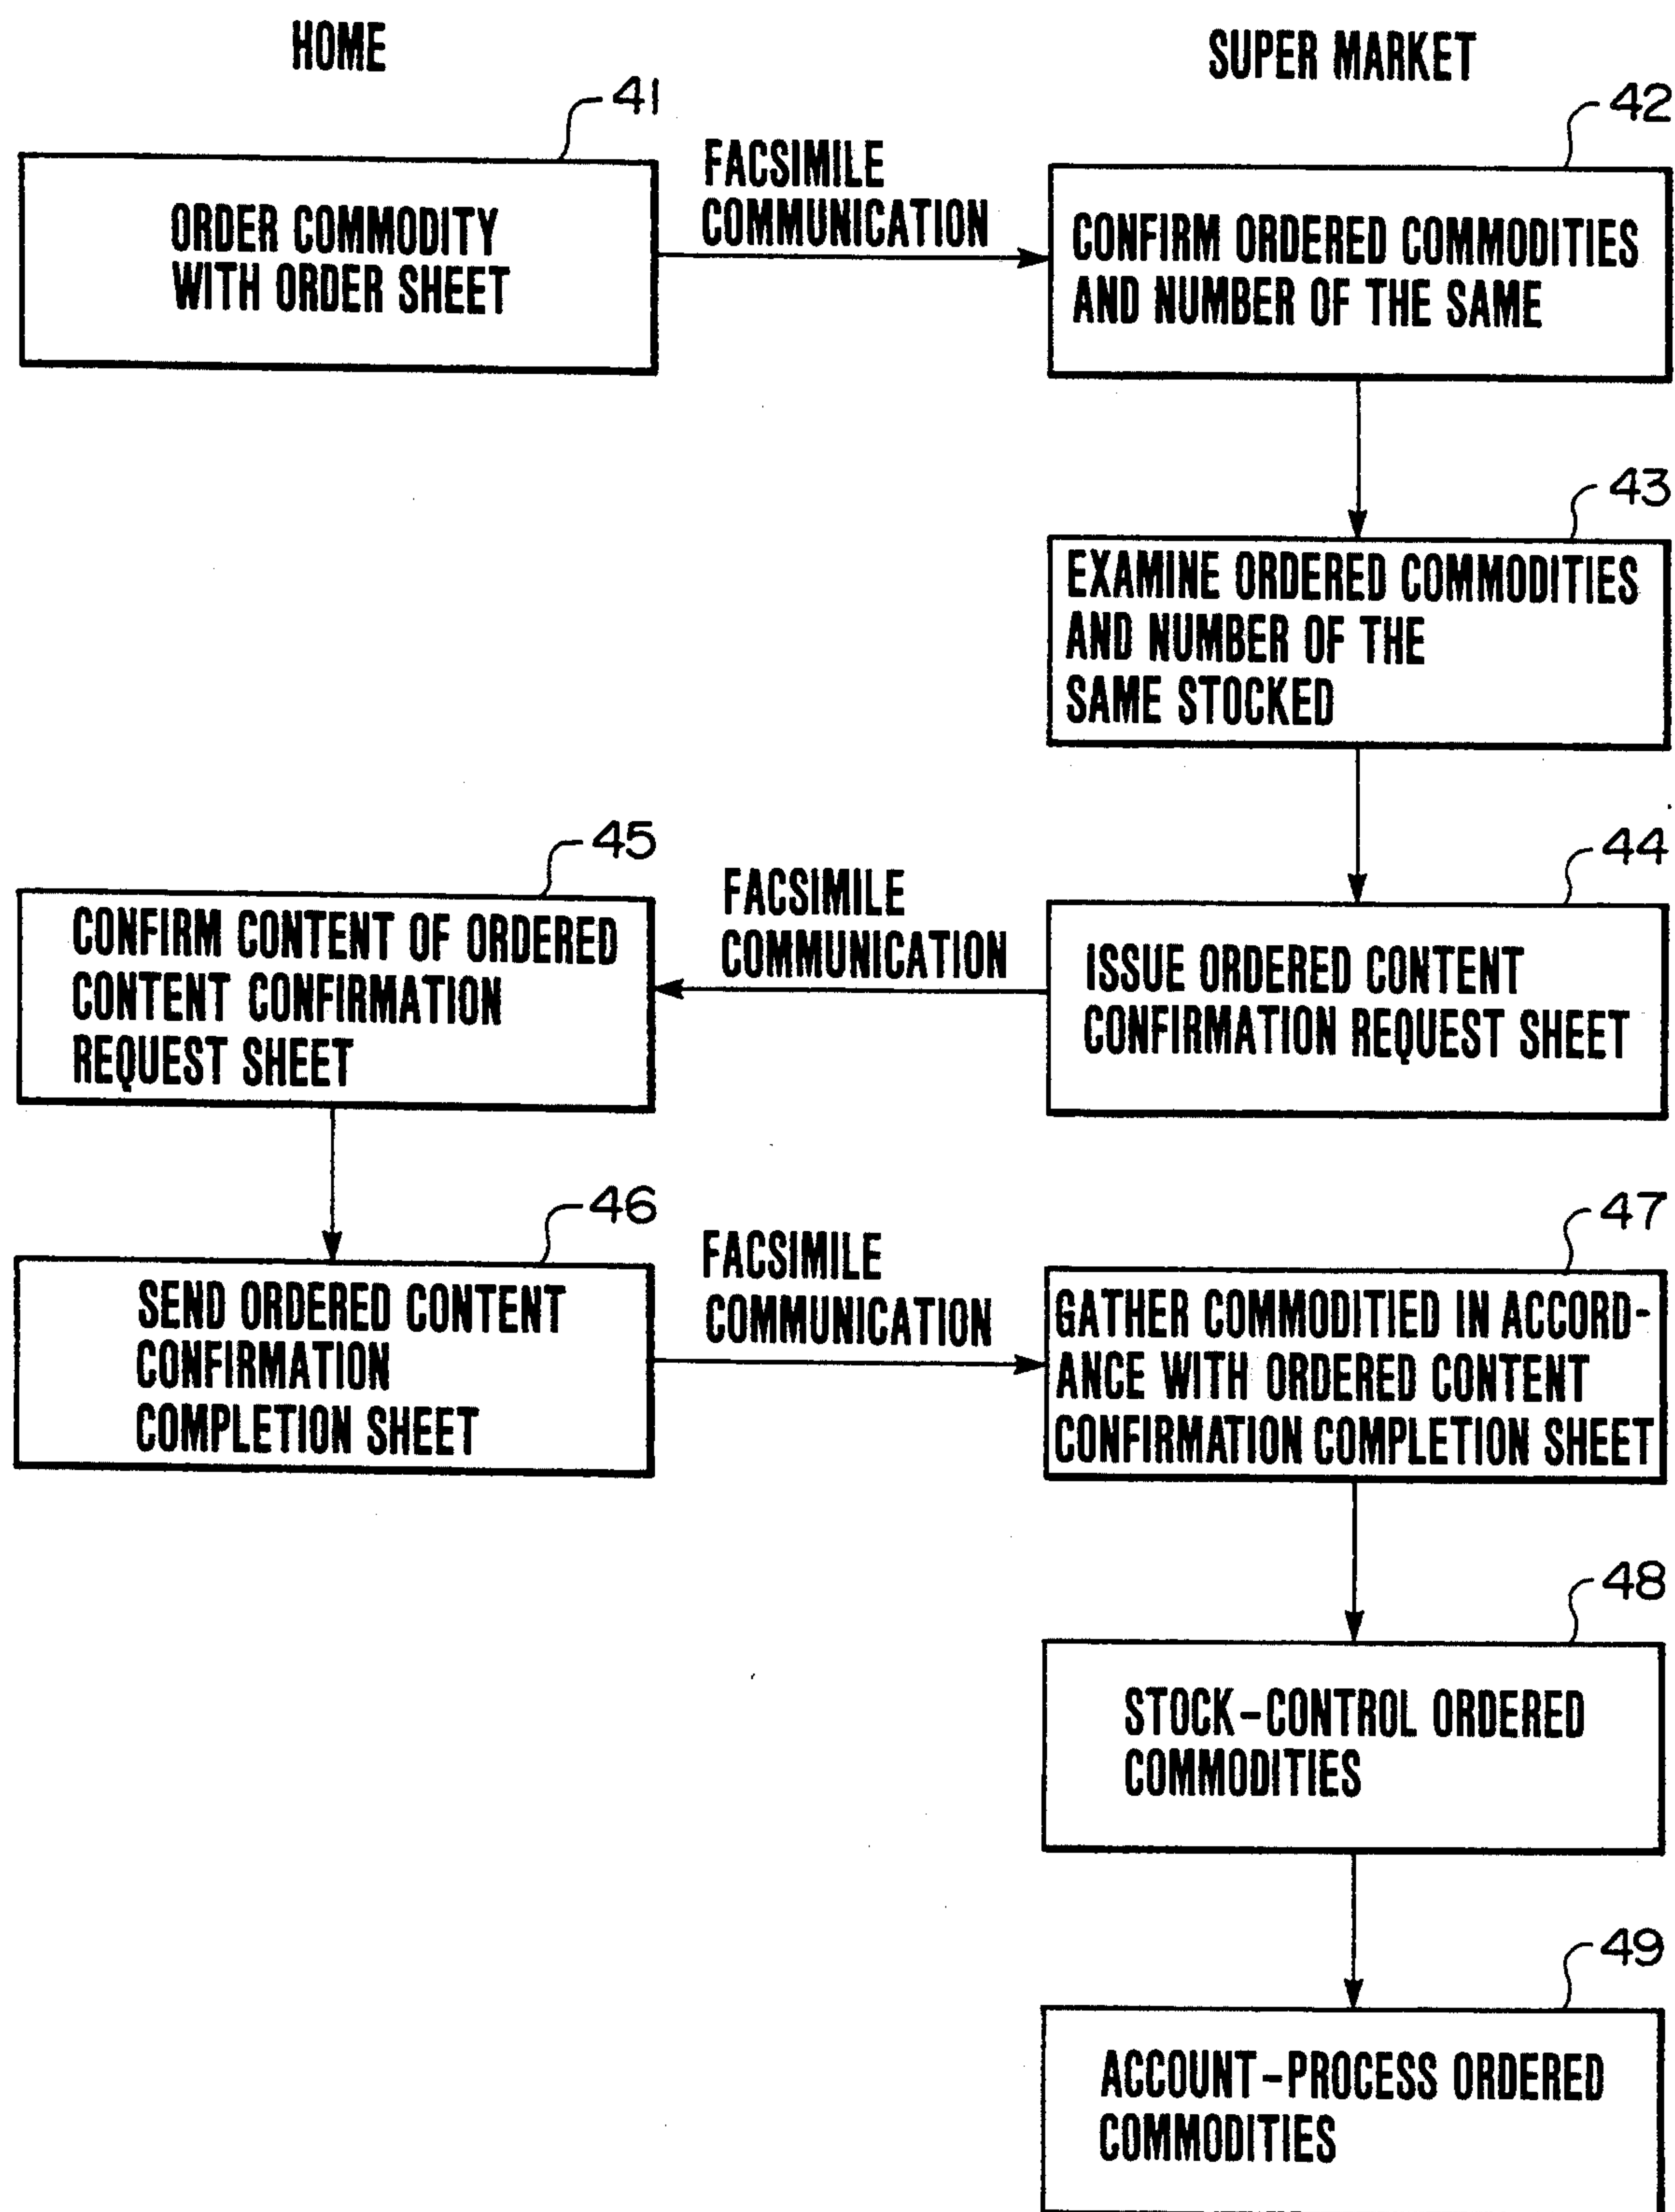 HOME
SUPER MARKET
41
42
ORDER COMMODITY
WITH ORDER SHEET
FACSIMILE
COMMUNICATION
CONFIRM ORDERED COMMODITIES
AND NUMBER OF THE SAME
43
EXAMINE ORDERED COMMODITIES
AND NUMBER OF THE
SAME STOCKED
45
44
CONFIRM CONTENT OF ORDERED
CONTENT CONFIRMATION
REQUEST SHEET
FACSIMILE
COMMUNICATION
ISSUE ORDERED CONTENT
CONFIRMATION REQUEST SHEET
46
47
SEND ORDERED CONTENT
CONFIRMATION
COMPLETION SHEET
FACSIMILE
COMMUNICATION
GATHER COMMODITIED IN ACCORD-
ANCE WITH ORDERED CONTENT
CONFIRMATION COMPLETION SHEET
48
STOCK-CONTROL ORDERED
COMMODITIES
49
ACCOUNT-PROCESS ORDERED
COMMODITIES